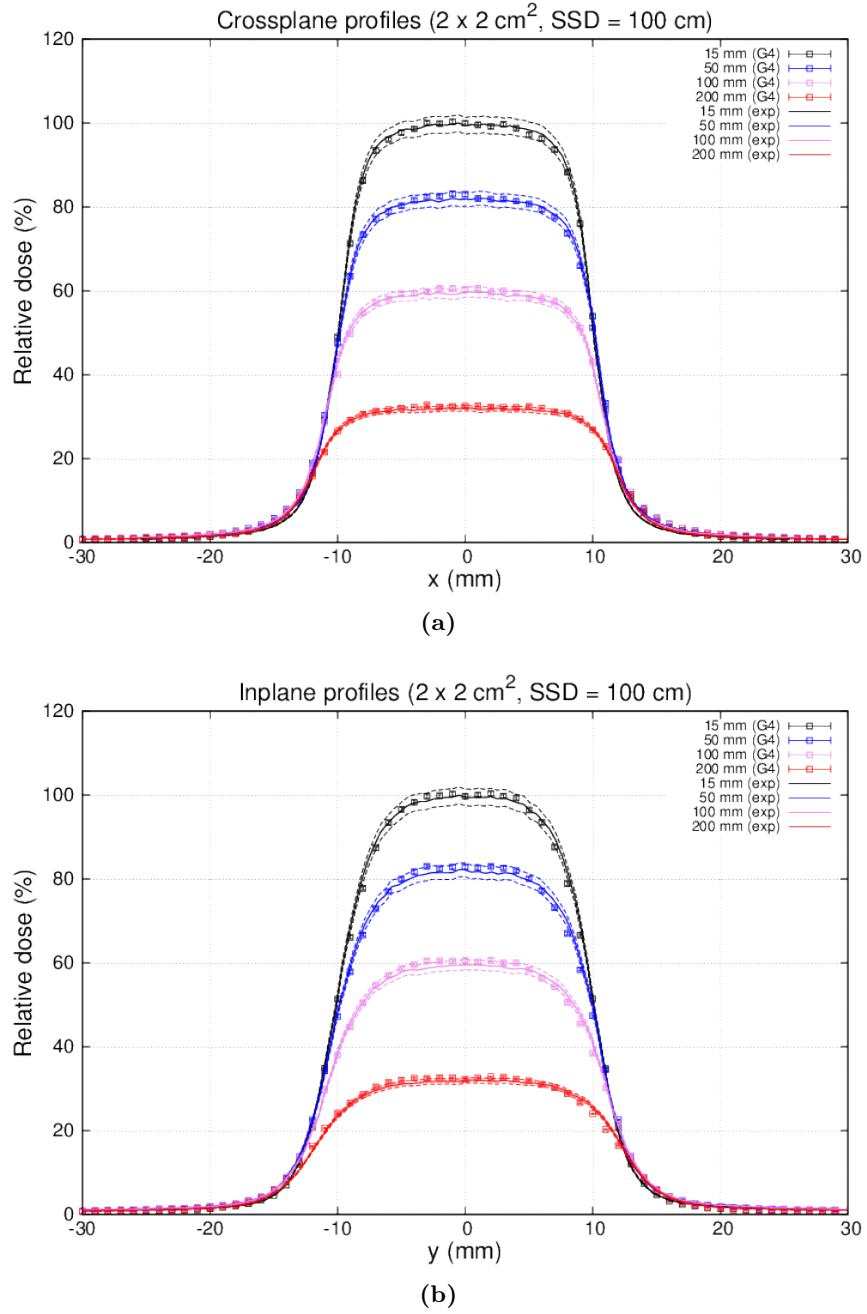 Crossplane profiles (2 x 2 cm², SSD = 100 cm)
120
100
80
60
40
20
0
Relative dose (%)
15 mm (G4)
50 mm (G4)
100 mm (G4)
200 mm (G4)
15 mm (exp)
50 mm (exp)
100 mm (exp)
200 mm (exp)
-30 -20 -10 0 10 20 30
x (mm)
(a)
Inplane profiles (2 x 2 cm², SSD = 100 cm)
120
100
80
60
40
20
0
Relative dose (%)
15 mm (G4)
50 mm (G4)
100 mm (G4)
200 mm (G4)
15 mm (exp)
50 mm (exp)
100 mm (exp)
200 mm (exp)
-30 -20 -10 0 10 20 30
y (mm)
(b)